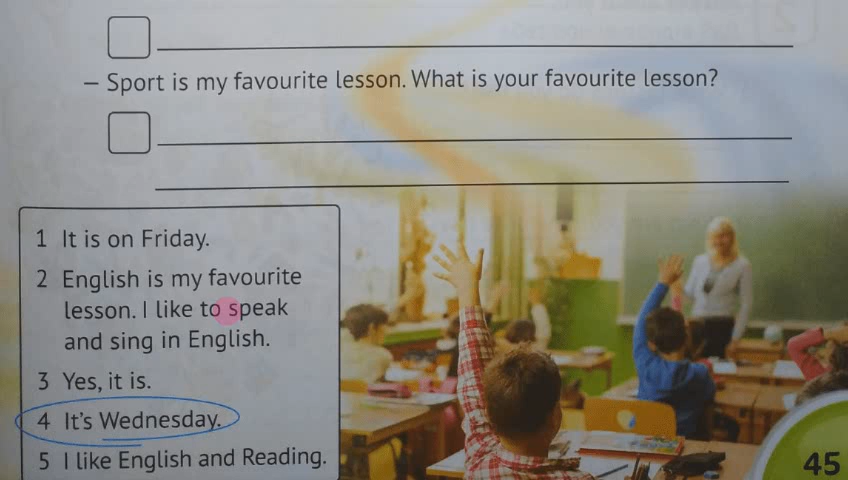 – Sport is my favourite lesson. What is your favourite lesson?
1 It is on Friday.
2 English is my favourite
lesson. I like to speak
and sing in English.
3 Yes, it is.
4 It's Wednesday.
5 I like English and Reading.
45